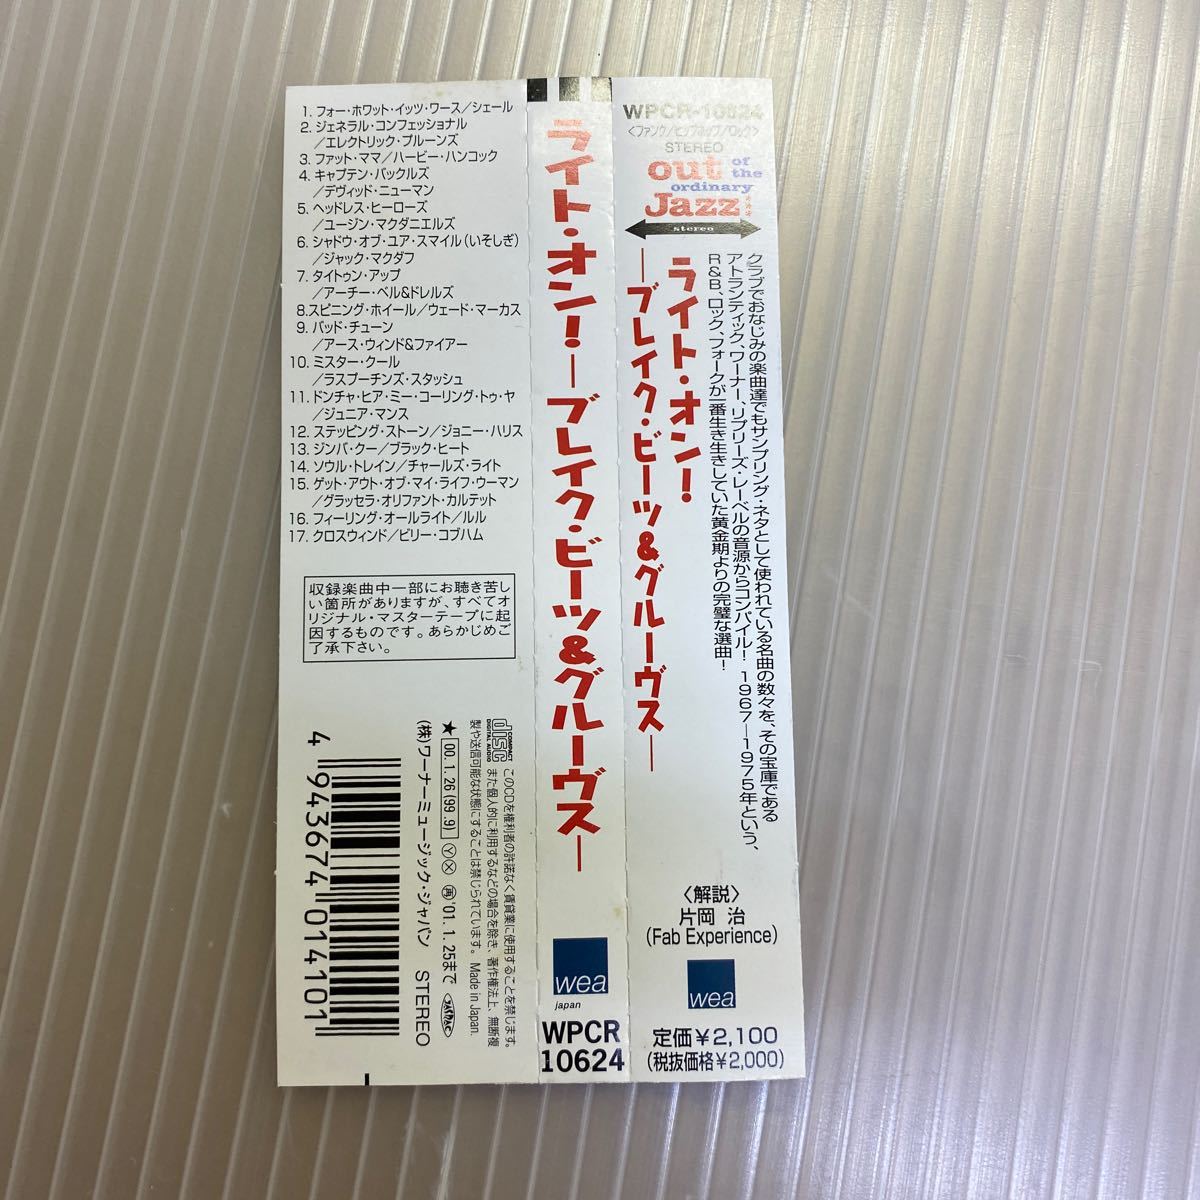 1. フォー・ホワット・イッツ・ワース/シェール
2. ジェネラル・コンフェッショナル
/エレクトリック・プルーンズ
3. ファット・ママ/ハービー・ハンコック
4. キャプテン・バックルズ
/デヴィッド・ニューマン
5. ヘッドレス・ヒーローズ
/ユージン・マクダニエルズ
6. シャドウ・オブ・ユア・スマイル(いそしぎ)
/ジャック・マクダフ
7. タイトゥン・アップ
/アーチー・ベル&ドレルズ
8.スピニング・ホイール/ウェード・マーカス
9. バッド・チューン
/アース・ウィンド&ファイアー
10. ミスター・クール
/ラスプーチンズ・スタッシュ
11. ドンチャ・ヒア・ミー・コーリング・トゥ・ヤ
/ジュニア・マンス
12. ステッピング・ストーン/ジョニー・ハリス
13. ジンバ・クー/ブラック・ヒート
14. ソウル・トレイン/チャールズ・ライト
15. ゲット・アウト・オブ・マイ・ライフ・ウーマン
/グラッセラ・オリファント・カルテット
16. フィーリング・オールライト/ルル
17. クロスウィンド/ビリー・コブハム
収録楽曲中一部にお聴き苦し
い箇所がありますが、すべてオ
リジナル・マスターテープに起
因するものです。あらかじめご
了承下さい。
COMPACT
disc
DIGITAL AUDIO
このCDを権利者の許諾なく賃貸業に使用することを禁じます。
また個人的に利用するなどの場合を除き、著作権法上、無断複
製や送信可能な状態にすることは禁じられています。 Made in Japan.
★ 00.1.26(99.9) Ⓨ Ⓧ 再'01.1.25まで JASRAC
(株)ワーナーミュージック・ジャパン STEREO
4 943674 014101
ライト・オン!―ブレイク・ビーツ&グルーヴス―
wea
japan
WPCR
10624
WPCR-10624
〈ファンク/ヒップホップ/ロック〉
STEREO
out of the
ordinary
Jazz
stereo
ライト・オン!
―ブレイク・ビーツ&グルーヴス―
クラブでおなじみの楽曲達でもサンプリング・ネタとして使われている名曲の数々を、その宝庫である
アトランティック、ワーナー、リプリーズ・レーベルの音源からコンパイル! 1967―1975年という、
R&B、ロック、フォークが一番生き生きしていた黄金期よりの完璧な選曲!
〈解説〉
片岡 治
(Fab Experience)
wea
定価¥2,100
(税抜価格¥2,000)